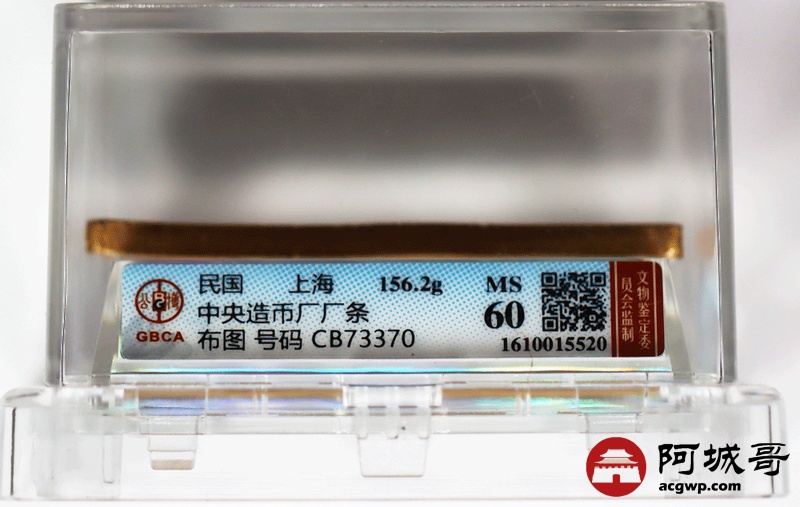 民国 上海 156.2g MS
中央造币厂厂条 60
布图 号码 CB73370
1610015520
GBCA
文物鉴定委
员会监制
阿城哥
acgwp.com